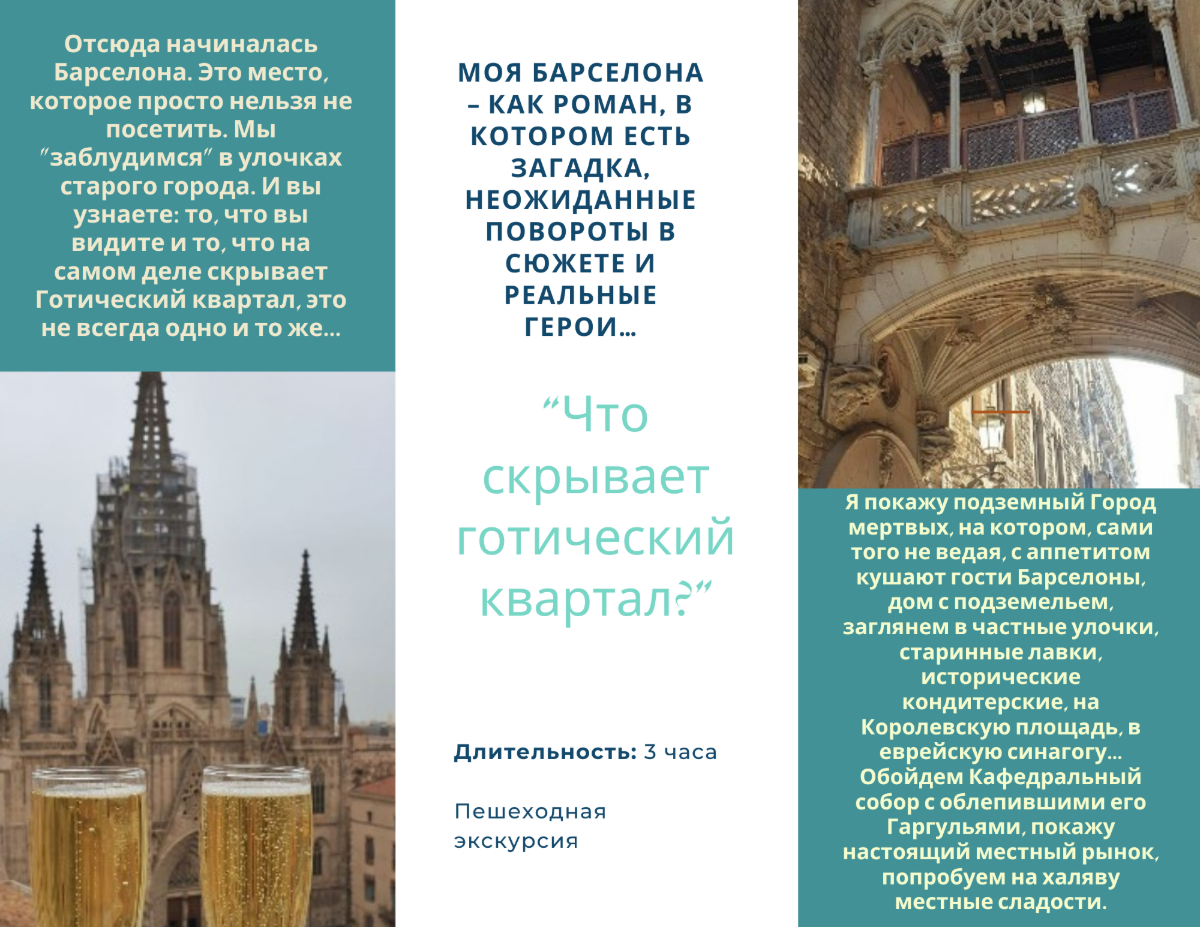 Отсюда начиналась
Барселона. Это место,
которое просто нельзя не
посетить. Мы
"заблудимся" в улочках
старого города. И вы
узнаете: то, что вы
видите и то, что на
самом деле скрывает
Готический квартал, это
не всегда одно и то же...
МОЯ БАРСЕЛОНА
– КАК РОМАН, В
КОТОРОМ ЕСТЬ
ЗАГАДКА,
НЕОЖИДАННЫЕ
ПОВОРОТЫ В
СЮЖЕТЕ И
РЕАЛЬНЫЕ
ГЕРОИ...
"Что
скрывает
готический
квартал?"
Длительность: 3 часа
Пешеходная
экскурсия
Я покажу подземный Город
мертвых, на котором, сами
того не ведая, с аппетитом
кушают гости Барселоны,
дом с подземельем,
заглянем в частные улочки,
старинные лавки,
исторические
кондитерские, на
Королевскую площадь, в
еврейскую синагогу...
Обойдем Кафедральный
собор с облепившими его
Гаргульями, покажу
настоящий местный рынок,
попробуем на халяву
местные сладости.